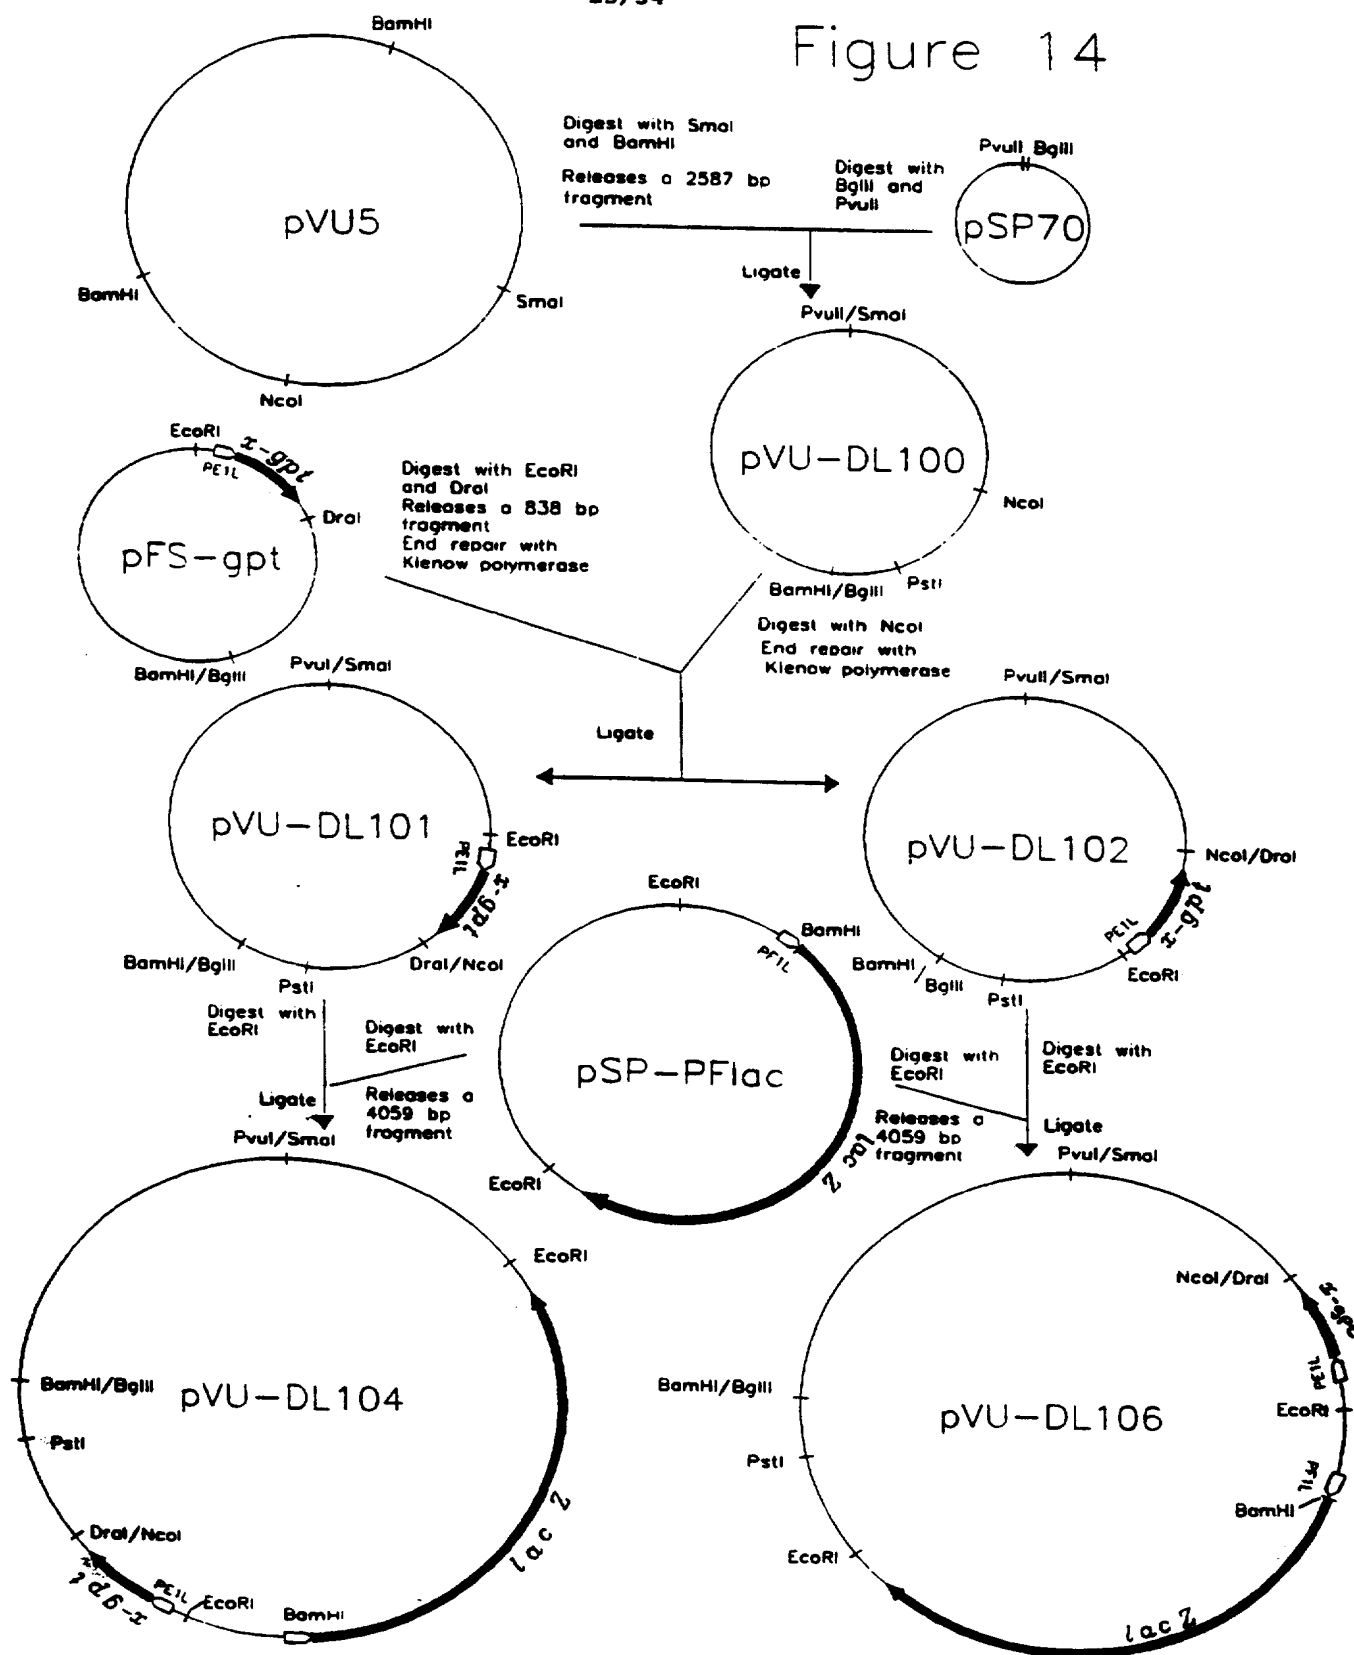 Figure 14
BamHI
pVU5
BamHI
SmaI
NcoI
Digest with SmaI
and BamHI
Releases a 2587 bp
fragment
Digest with
BglII and
PvuII
PvuII BglII
pSP70
Ligate
PvuII/SmaI
pVU-DL100
NcoI
PstI
BamHI/BglII
EcoRI
PE1L
x-gpt
DraI
pFS-gpt
BamHI/BglII
Digest with EcoRI
and DraI
Releases a 838 bp
fragment
End repair with
Klenow polymerase
Digest with NcoI
End repair with
Klenow polymerase
Ligate
PvuI/SmaI
pVU-DL101
EcoRI
PE1L
x-gpt
DraI/NcoI
PstI
BamHI/BglII
PvuII/SmaI
pVU-DL102
NcoI/DraI
x-gpt
PE1L
EcoRI
PstI
BamHI
/BglII
EcoRI
BamHI
PF1L
pSP-PFlac
lac Z
EcoRI
Digest with
EcoRI
Digest with
EcoRI
Releases a
4059 bp
fragment
Ligate
Digest with
EcoRI
Digest with
EcoRI
Releases a
4059 bp
fragment
Ligate
PvuI/SmaI
EcoRI
pVU-DL104
BamHI/BglII
PstI
DraI/NcoI
x-gpt
PE1L
EcoRI
BamHI
lac Z
PvuI/SmaI
NcoI/DraI
x-gpt
PE1L
EcoRI
PF1L
BamHI
pVU-DL106
BamHI/BglII
PstI
EcoRI
lac Z